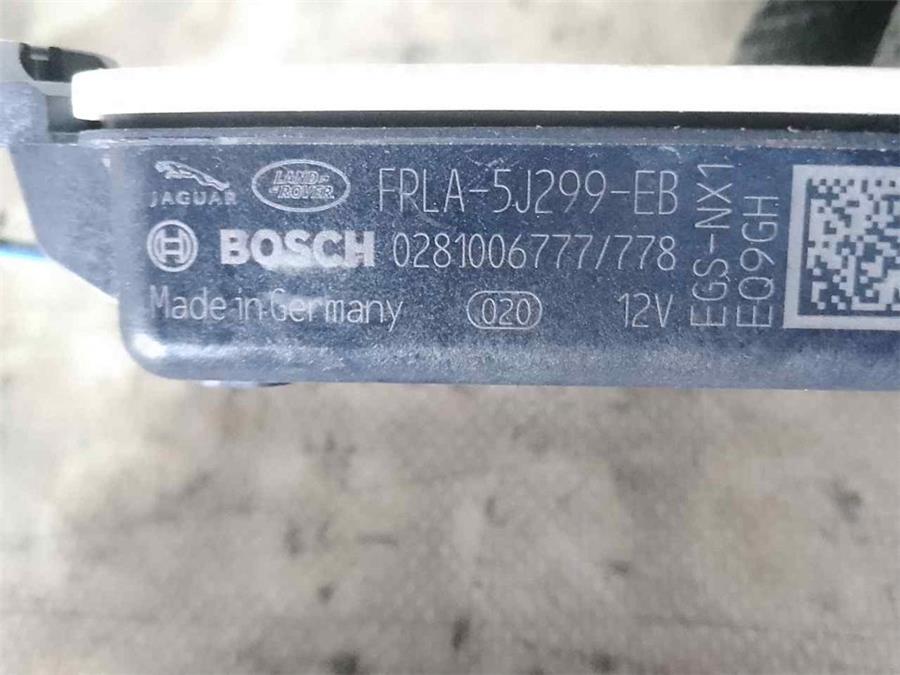 JAGUAR LAND ROVER FRLA-5J299-EB
BOSCH 0281006777/778
Made in Germany 020 12V
EGS-NX1
EQ9GH